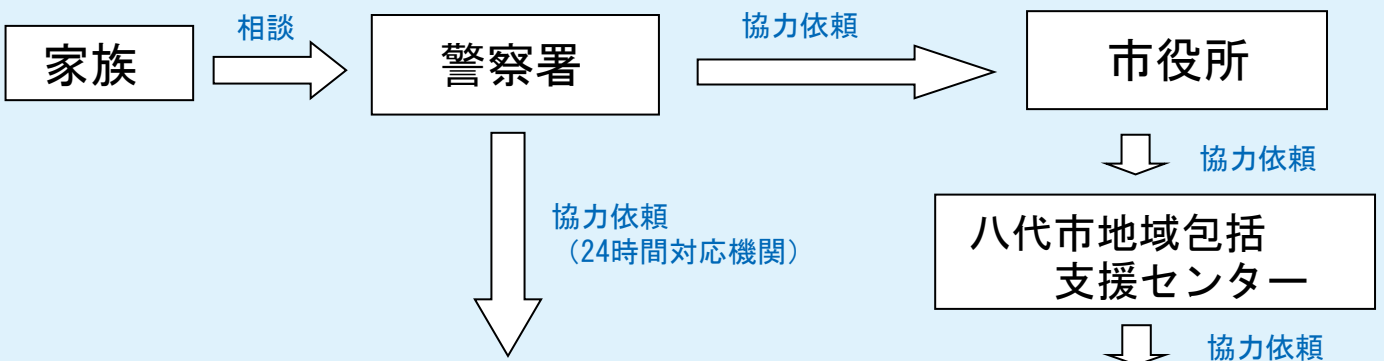 相談
協力依頼
家族
警察署
市役所
協力依頼
協力依頼
（24時間対応機関）
八代市地域包括
支援センター
協力依頼